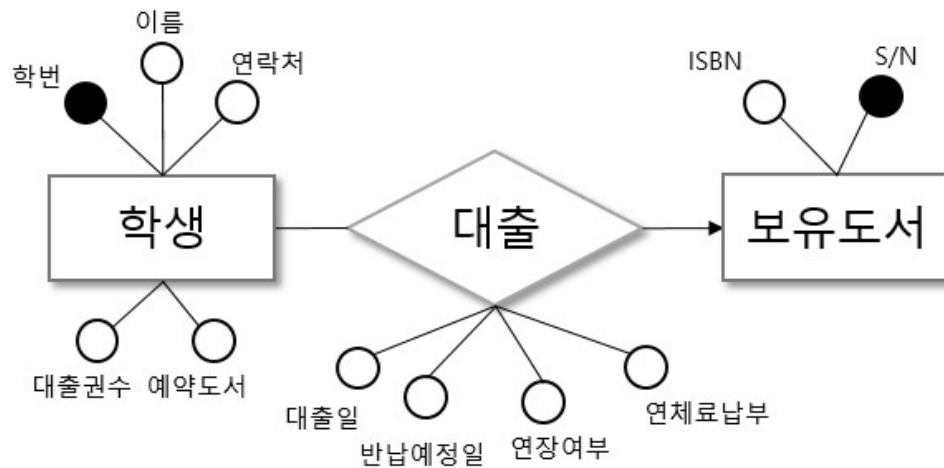 이름
학번
연락처
ISBN
S/N
학생
대출
보유도서
대출권수
예약도서
대출일
반납예정일
연장여부
연체료납부